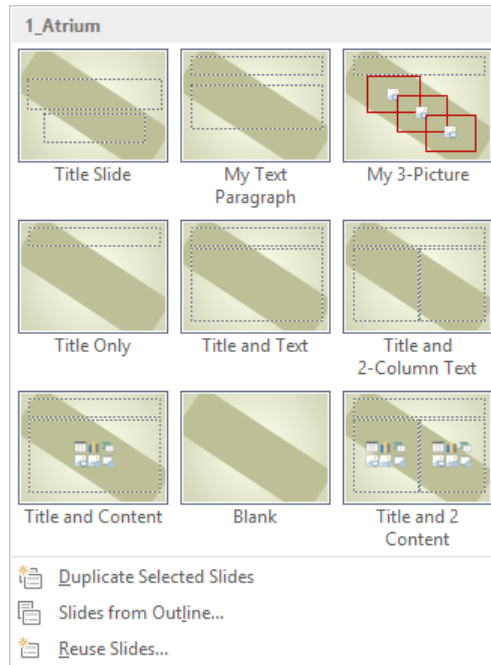 1_Atrium
Title Slide
My Text
Paragraph
My 3-Picture
Title Only
Title and Text
Title and
2-Column Text
Title and Content
Blank
Title and 2
Content
Duplicate Selected Slides
Slides from Outline...
Reuse Slides...